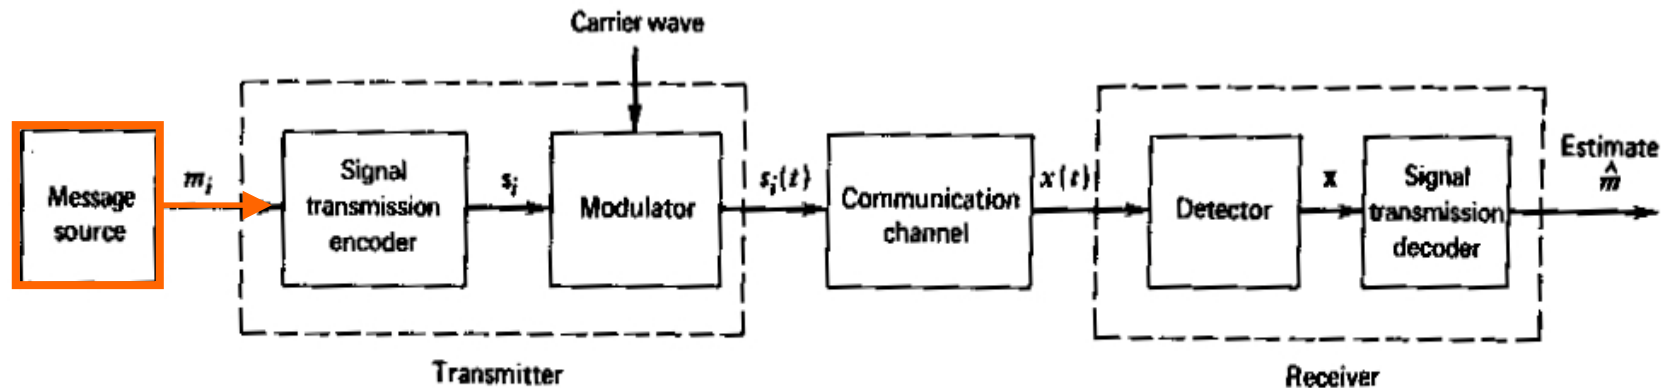 Carrier wave
Message
source
m_i
Signal
transmission
encoder
s_i
Modulator
s_i(t)
Communication
channel
x(t)
Detector
x
Signal
transmission
decoder
Estimate
m̂
Transmitter
Receiver